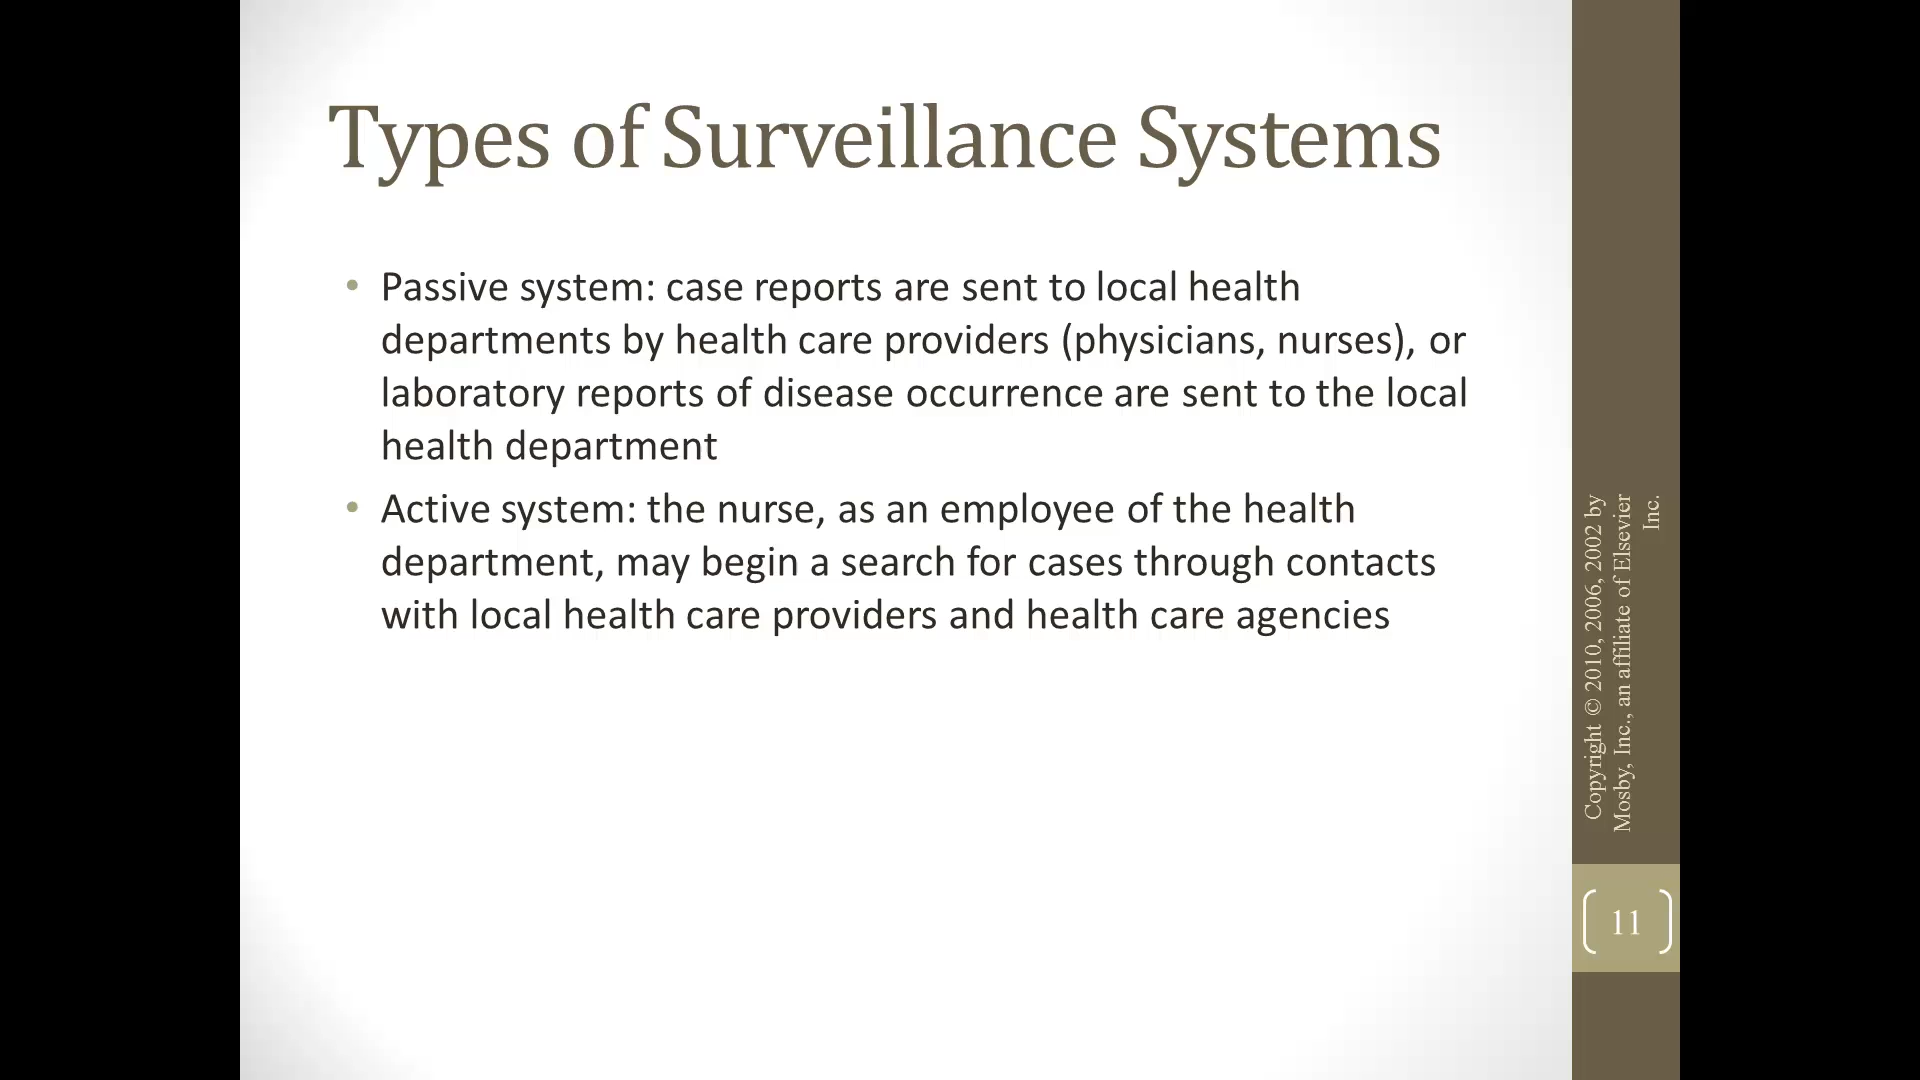 Types of Surveillance Systems
• Passive system: case reports are sent to local health
departments by health care providers (physicians, nurses), or
laboratory reports of disease occurrence are sent to the local
health department
• Active system: the nurse, as an employee of the health
department, may begin a search for cases through contacts
with local health care providers and health care agencies
Copyright © 2010, 2006, 2002 by
Mosby, Inc., an affiliate of Elsevier
Inc.
11